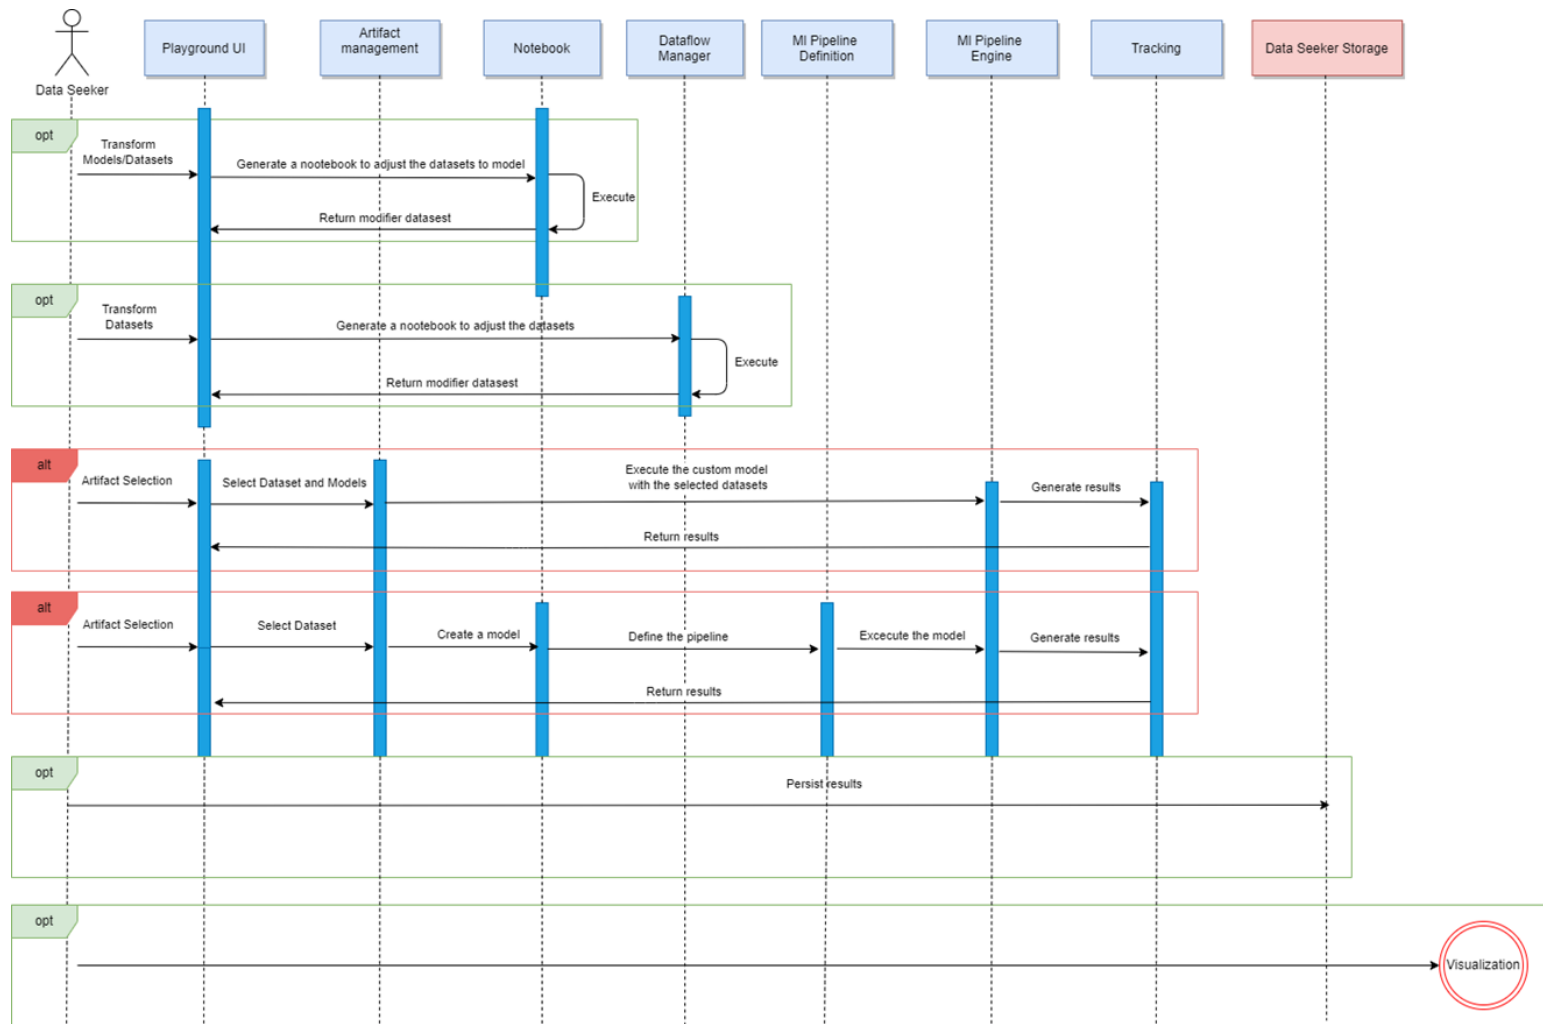 Data Seeker
Playground UI
Artifact
management
Notebook
Dataflow
Manager
MI Pipeline
Definition
MI Pipeline
Engine
Tracking
Data Seeker Storage
opt
Transform
Models/Datasets
Generate a nootebook to adjust the datasets to model
Execute
Return modifier datasest
opt
Transform
Datasets
Generate a nootebook to adjust the datasets
Execute
Return modifier datasest
alt
Artifact Selection
Select Dataset and Models
Execute the custom model
with the selected datasets
Generate results
Return results
alt
Artifact Selection
Select Dataset
Create a model
Define the pipeline
Excecute the model
Generate results
Return results
opt
Persist results
opt
Visualization